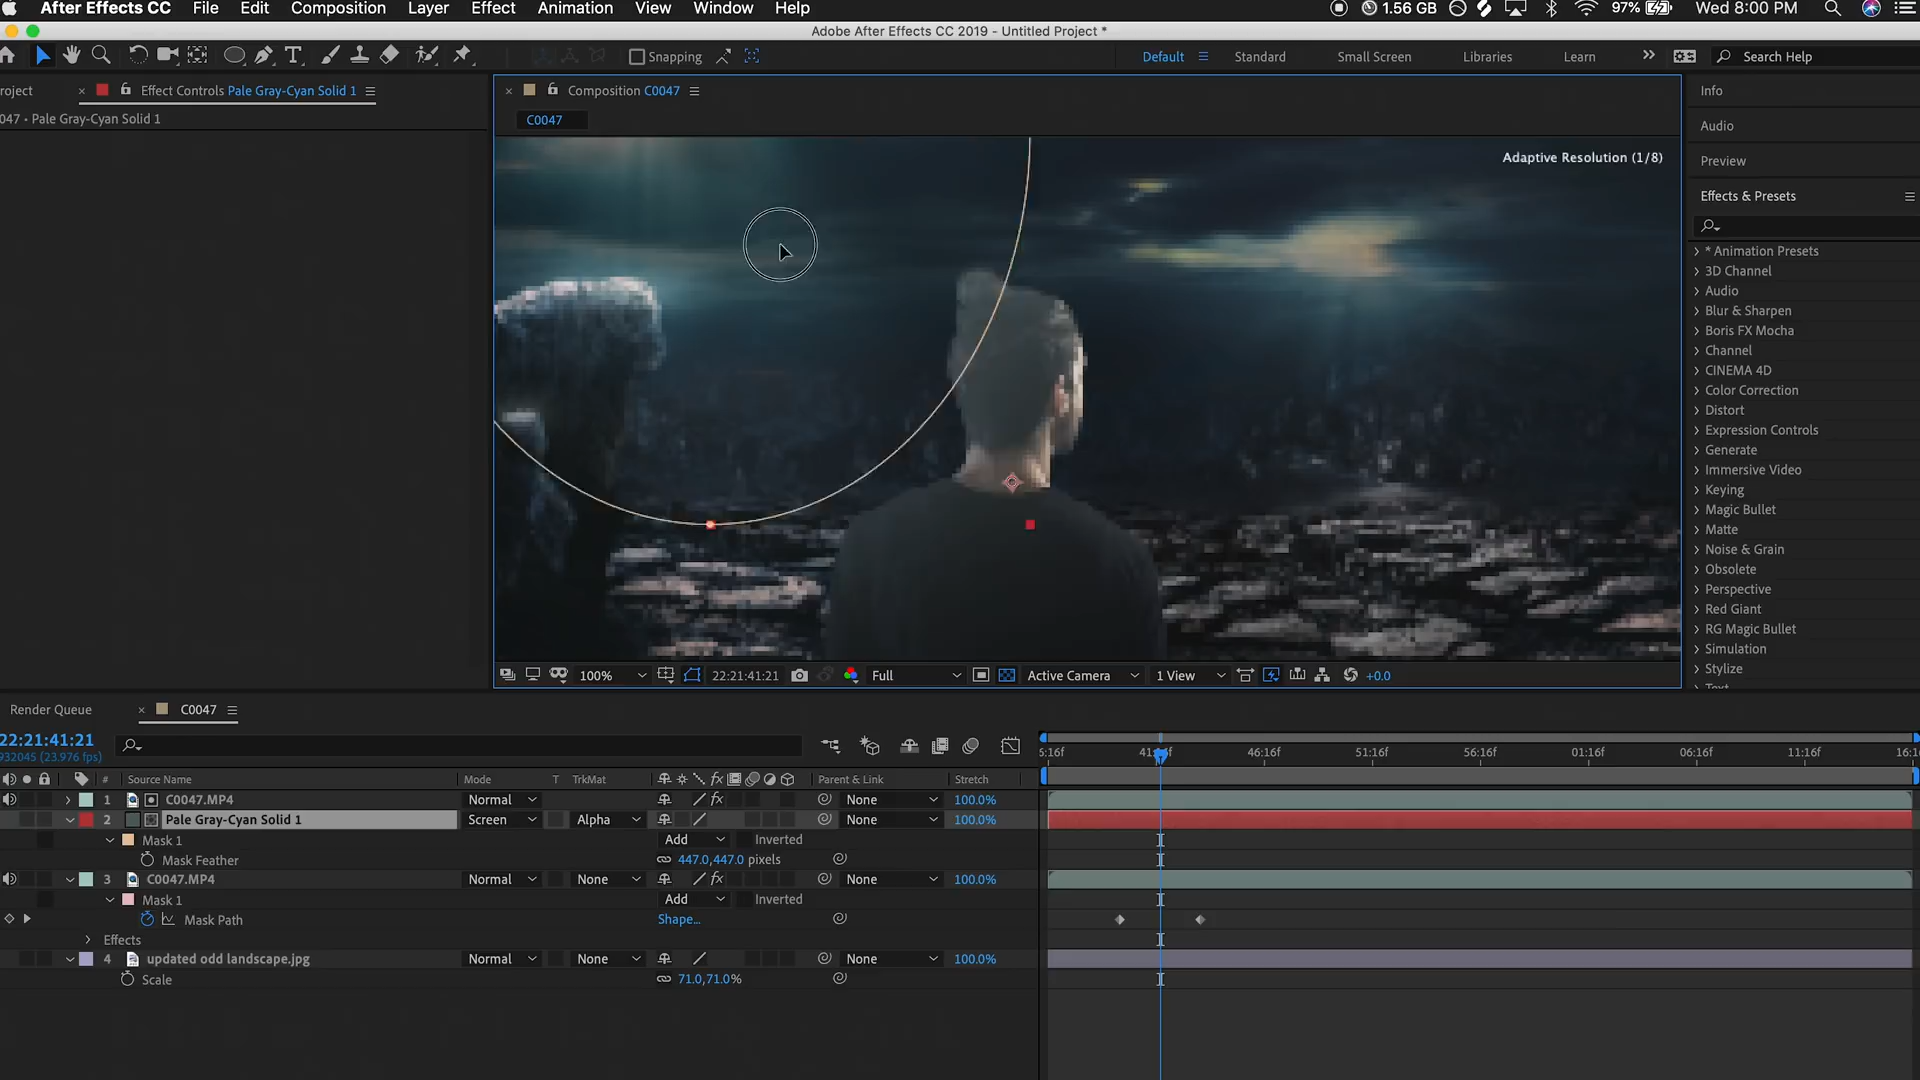 After Effects CC File Edit Composition Layer Effect Animation View Window Help 1.56 GB 97% Wed 8:00 PM
Adobe After Effects CC 2019 - Untitled Project *
Snapping Default Standard Small Screen Libraries Learn Search Help
roject Effect Controls Pale Gray-Cyan Solid 1 Composition C0047 Info
047 • Pale Gray-Cyan Solid 1 C0047
Audio
Adaptive Resolution (1/8)
Preview
Effects & Presets
* Animation Presets
3D Channel
Audio
Blur & Sharpen
Boris FX Mocha
Channel
CINEMA 4D
Color Correction
Distort
Expression Controls
Generate
Immersive Video
Keying
Magic Bullet
Matte
Noise & Grain
Obsolete
Perspective
Red Giant
RG Magic Bullet
Simulation
Stylize
Text
100% 22:21:41:21 Full Active Camera 1 View +0.0
Render Queue C0047
22:21:41:21
932045 (23.976 fps)
5:16f 41:16f 46:16f 51:16f 56:16f 01:16f 06:16f 11:16f 16:1
# Source Name Mode T TrkMat Parent & Link Stretch
1 C0047.MP4 Normal None 100.0%
2 Pale Gray-Cyan Solid 1 Screen Alpha None 100.0%
Mask 1 Add Inverted
Mask Feather 447.0,447.0 pixels
3 C0047.MP4 Normal None None 100.0%
Mask 1 Add Inverted
Mask Path Shape...
Effects
4 updated odd landscape.jpg Normal None None 100.0%
Scale 71.0,71.0%